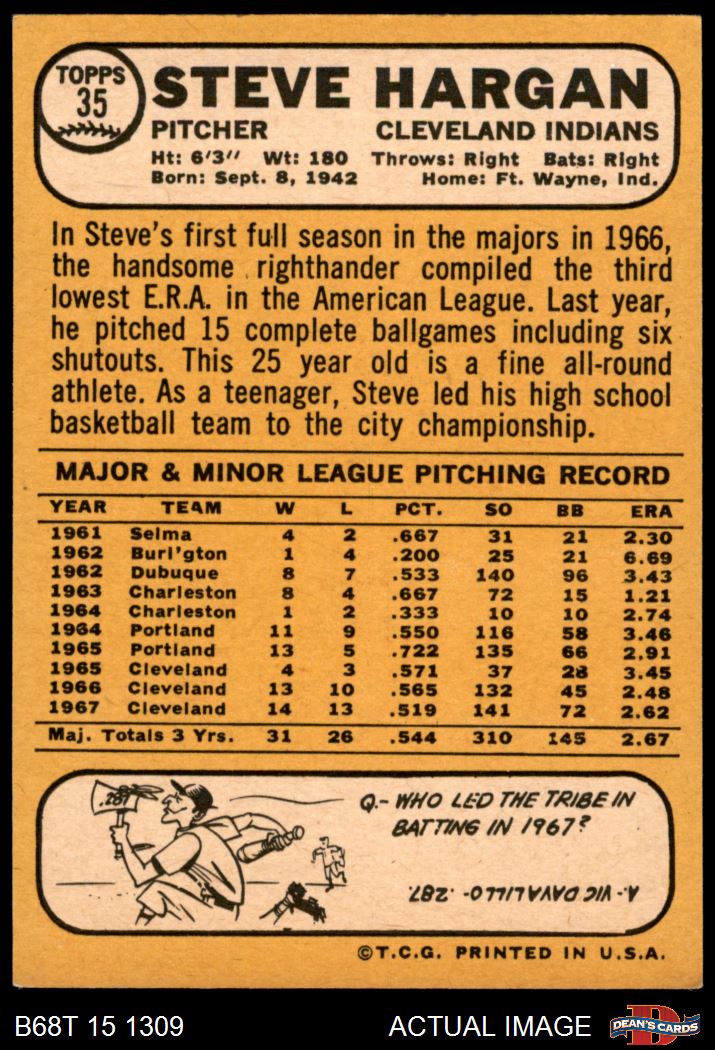 TOPPS
35
STEVE HARGAN
PITCHER CLEVELAND INDIANS
Ht: 6'3" Wt: 180 Throws: Right Bats: Right
Born: Sept. 8, 1942 Home: Ft. Wayne, Ind.
In Steve's first full season in the majors in 1966,
the handsome righthander compiled the third
lowest E.R.A. in the American League. Last year,
he pitched 15 complete ballgames including six
shutouts. This 25 year old is a fine all-round
athlete. As a teenager, Steve led his high school
basketball team to the city championship.
MAJOR & MINOR LEAGUE PITCHING RECORD
YEAR TEAM W L PCT. SO BB ERA
1961 Selma 4 2 .667 31 21 2.30
1962 Burl'gton 1 4 .200 25 21 6.69
1962 Dubuque 8 7 .533 140 96 3.43
1963 Charleston 8 4 .667 72 15 1.21
1964 Charleston 1 2 .333 10 10 2.74
1964 Portland 11 9 .550 116 58 3.46
1965 Portland 13 5 .722 135 66 2.91
1965 Cleveland 4 3 .571 37 28 3.45
1966 Cleveland 13 10 .565 132 45 2.48
1967 Cleveland 14 13 .519 141 72 2.62
Maj. Totals 3 Yrs. 31 26 .544 310 145 2.67
.287
Q.- WHO LED THE TRIBE IN
BATTING IN 1967?
A. VIC DAVALILLO- .287.
©T.C.G. PRINTED IN U.S.A.
B68T 15 1309 ACTUAL IMAGE
D
DEAN'S CARDS